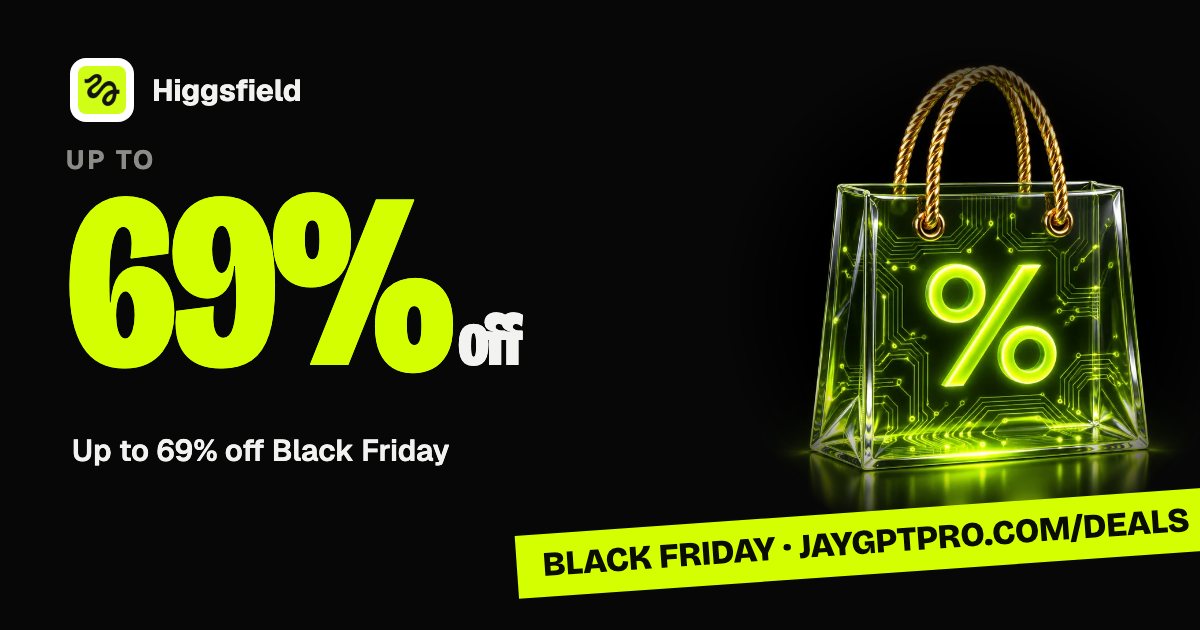 Higgsfield
UP TO
69% off
Up to 69% off Black Friday
%
BLACK FRIDAY · JAYGPTPRO.COM/DEALS